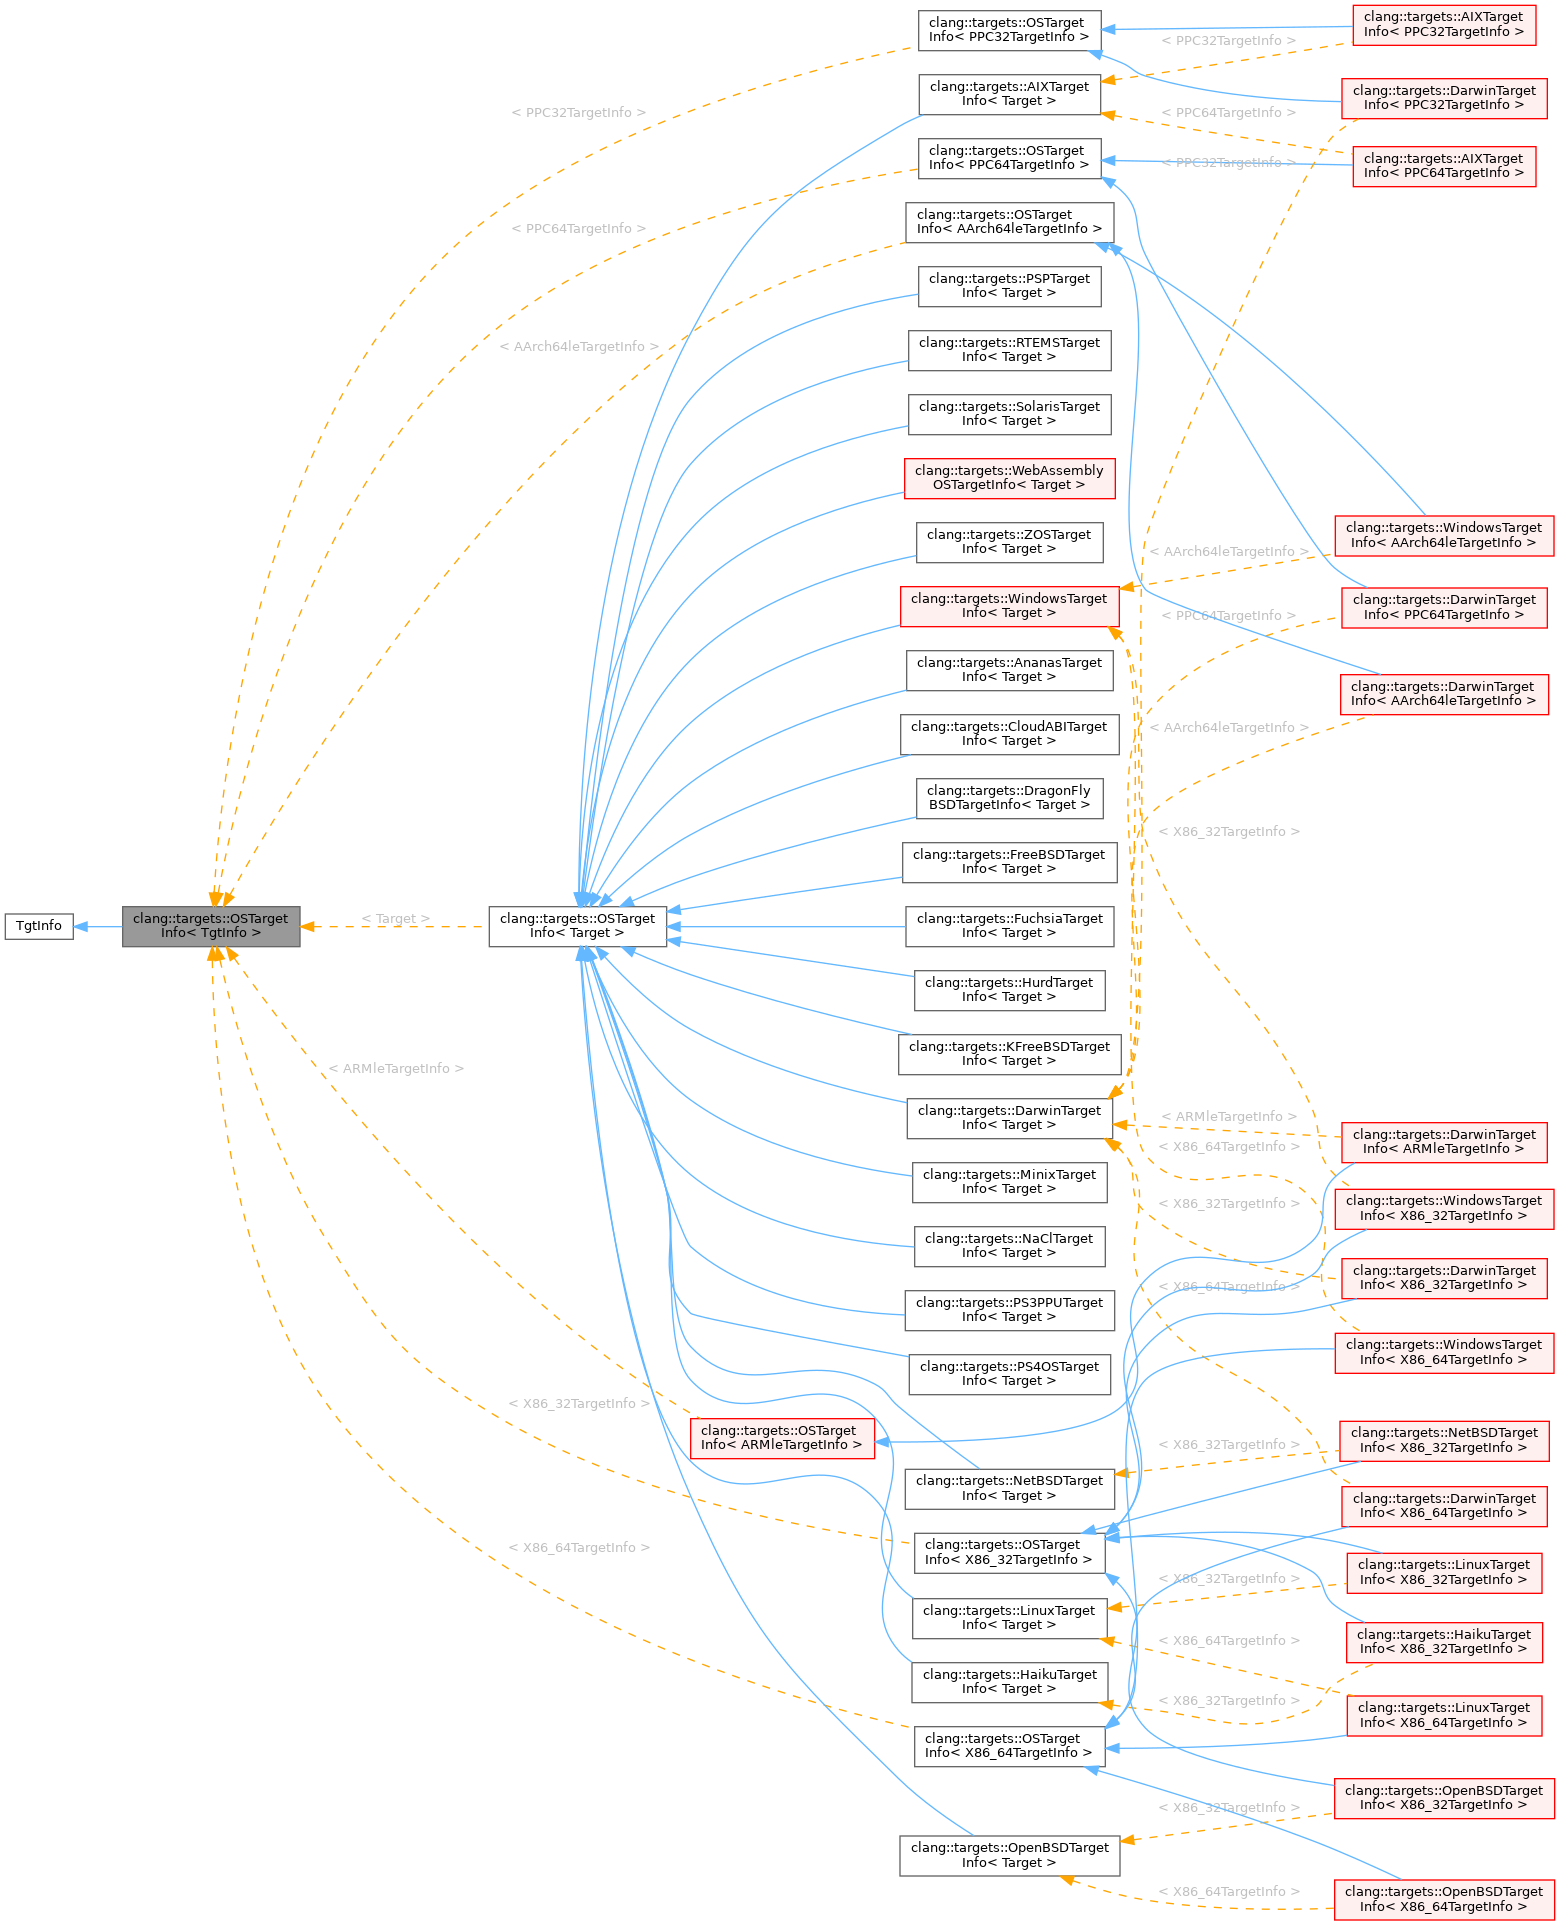 TgtInfo
clang::targets::OSTarget
Info< TgtInfo >
< PPC32TargetInfo >
< PPC64TargetInfo >
< AArch64leTargetInfo >
< Target >
< ARMleTargetInfo >
< X86_32TargetInfo >
< X86_64TargetInfo >
clang::targets::OSTarget
Info< Target >
clang::targets::OSTarget
Info< ARMleTargetInfo >
clang::targets::OSTarget
Info< PPC32TargetInfo >
clang::targets::AIXTarget
Info< Target >
clang::targets::OSTarget
Info< PPC64TargetInfo >
clang::targets::OSTarget
Info< AArch64leTargetInfo >
clang::targets::PSPTarget
Info< Target >
clang::targets::RTEMSTarget
Info< Target >
clang::targets::SolarisTarget
Info< Target >
clang::targets::WebAssembly
OSTargetInfo< Target >
clang::targets::ZOSTarget
Info< Target >
clang::targets::WindowsTarget
Info< Target >
clang::targets::AnanasTarget
Info< Target >
clang::targets::CloudABITarget
Info< Target >
clang::targets::DragonFly
BSDTargetInfo< Target >
clang::targets::FreeBSDTarget
Info< Target >
clang::targets::FuchsiaTarget
Info< Target >
clang::targets::HurdTarget
Info< Target >
clang::targets::KFreeBSDTarget
Info< Target >
clang::targets::DarwinTarget
Info< Target >
clang::targets::MinixTarget
Info< Target >
clang::targets::NaClTarget
Info< Target >
clang::targets::PS3PPUTarget
Info< Target >
clang::targets::PS4OSTarget
Info< Target >
clang::targets::NetBSDTarget
Info< Target >
clang::targets::OSTarget
Info< X86_32TargetInfo >
clang::targets::LinuxTarget
Info< Target >
clang::targets::HaikuTarget
Info< Target >
clang::targets::OSTarget
Info< X86_64TargetInfo >
clang::targets::OpenBSDTarget
Info< Target >
< PPC32TargetInfo >
< PPC64TargetInfo >
< PPC32TargetInfo >
< AArch64leTargetInfo >
< PPC64TargetInfo >
< AArch64leTargetInfo >
< X86_32TargetInfo >
< ARMleTargetInfo >
< X86_64TargetInfo >
< X86_32TargetInfo >
< X86_64TargetInfo >
< X86_32TargetInfo >
< X86_32TargetInfo >
< X86_64TargetInfo >
< X86_32TargetInfo >
< X86_32TargetInfo >
< X86_64TargetInfo >
clang::targets::AIXTarget
Info< PPC32TargetInfo >
clang::targets::DarwinTarget
Info< PPC32TargetInfo >
clang::targets::AIXTarget
Info< PPC64TargetInfo >
clang::targets::WindowsTarget
Info< AArch64leTargetInfo >
clang::targets::DarwinTarget
Info< PPC64TargetInfo >
clang::targets::DarwinTarget
Info< AArch64leTargetInfo >
clang::targets::DarwinTarget
Info< ARMleTargetInfo >
clang::targets::WindowsTarget
Info< X86_32TargetInfo >
clang::targets::DarwinTarget
Info< X86_32TargetInfo >
clang::targets::WindowsTarget
Info< X86_64TargetInfo >
clang::targets::NetBSDTarget
Info< X86_32TargetInfo >
clang::targets::DarwinTarget
Info< X86_64TargetInfo >
clang::targets::LinuxTarget
Info< X86_32TargetInfo >
clang::targets::HaikuTarget
Info< X86_32TargetInfo >
clang::targets::LinuxTarget
Info< X86_64TargetInfo >
clang::targets::OpenBSDTarget
Info< X86_32TargetInfo >
clang::targets::OpenBSDTarget
Info< X86_64TargetInfo >